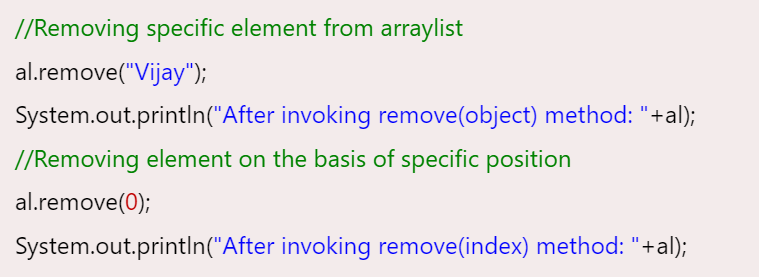 //Removing specific element from arraylist
al.remove("Vijay");
System.out.println("After invoking remove(object) method: "+al);
//Removing element on the basis of specific position
al.remove(0);
System.out.println("After invoking remove(index) method: "+al);